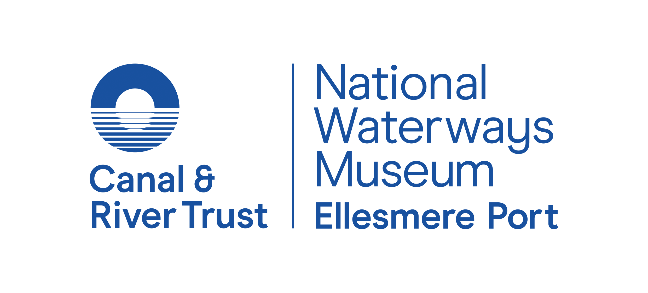 Canal &
River Trust
National
Waterways
Museum
Ellesmere Port